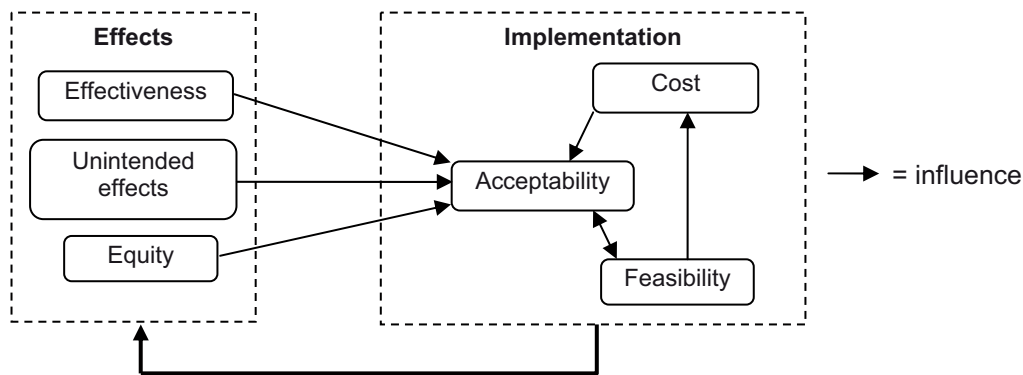 Effects
Effectiveness
Unintended
effects
Equity
Implementation
Cost
Acceptability
Feasibility
= influence